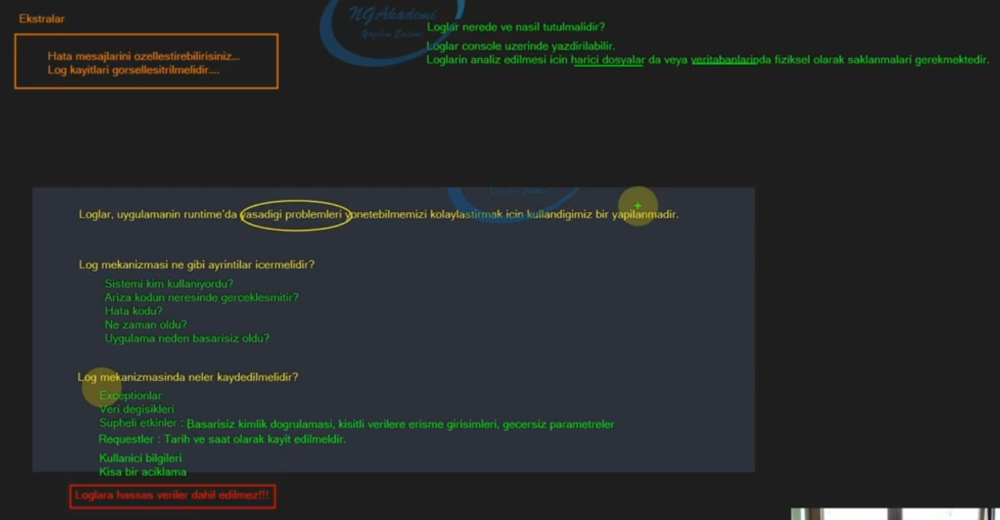 Ekstralar
Hata mesajlarini ozellestirebilirisiniz...
Log kayitlari gorsellesitrilmelidir....
NGAkademi
Yazılım Eğitimi
Loglar nerede ve nasil tutulmalidir?
Loglar console uzerinde yazdirilabilir.
Loglarin analiz edilmesi icin harici dosyalar da veya veritabanlarinda fiziksel olarak saklanmalari gerekmektedir.
Yazılım Eğitimi
Loglar, uygulamanin runtime'da yasadigi problemleri yonetebilmemizi kolaylastirmak icin kullandigimiz bir yapilanmadir.
Log mekanizmasi ne gibi ayrintilar icermelidir?
Sistemi kim kullaniyordu?
Ariza kodun neresinde gerceklesmitir?
Hata kodu?
Ne zaman oldu?
Uygulama neden basarisiz oldu?
Log mekanizmasinda neler kaydedilmelidir?
Exceptionlar
Veri degisikleri
Supheli etkinler : Basarisiz kimlik dogrulamasi, kisitli verilere erisme girisimleri, gecersiz parametreler
Requestler : Tarih ve saat olarak kayit edilmeldir.
Kullanici bilgileri
Kisa bir aciklama
Loglara hassas veriler dahil edilmez!!!